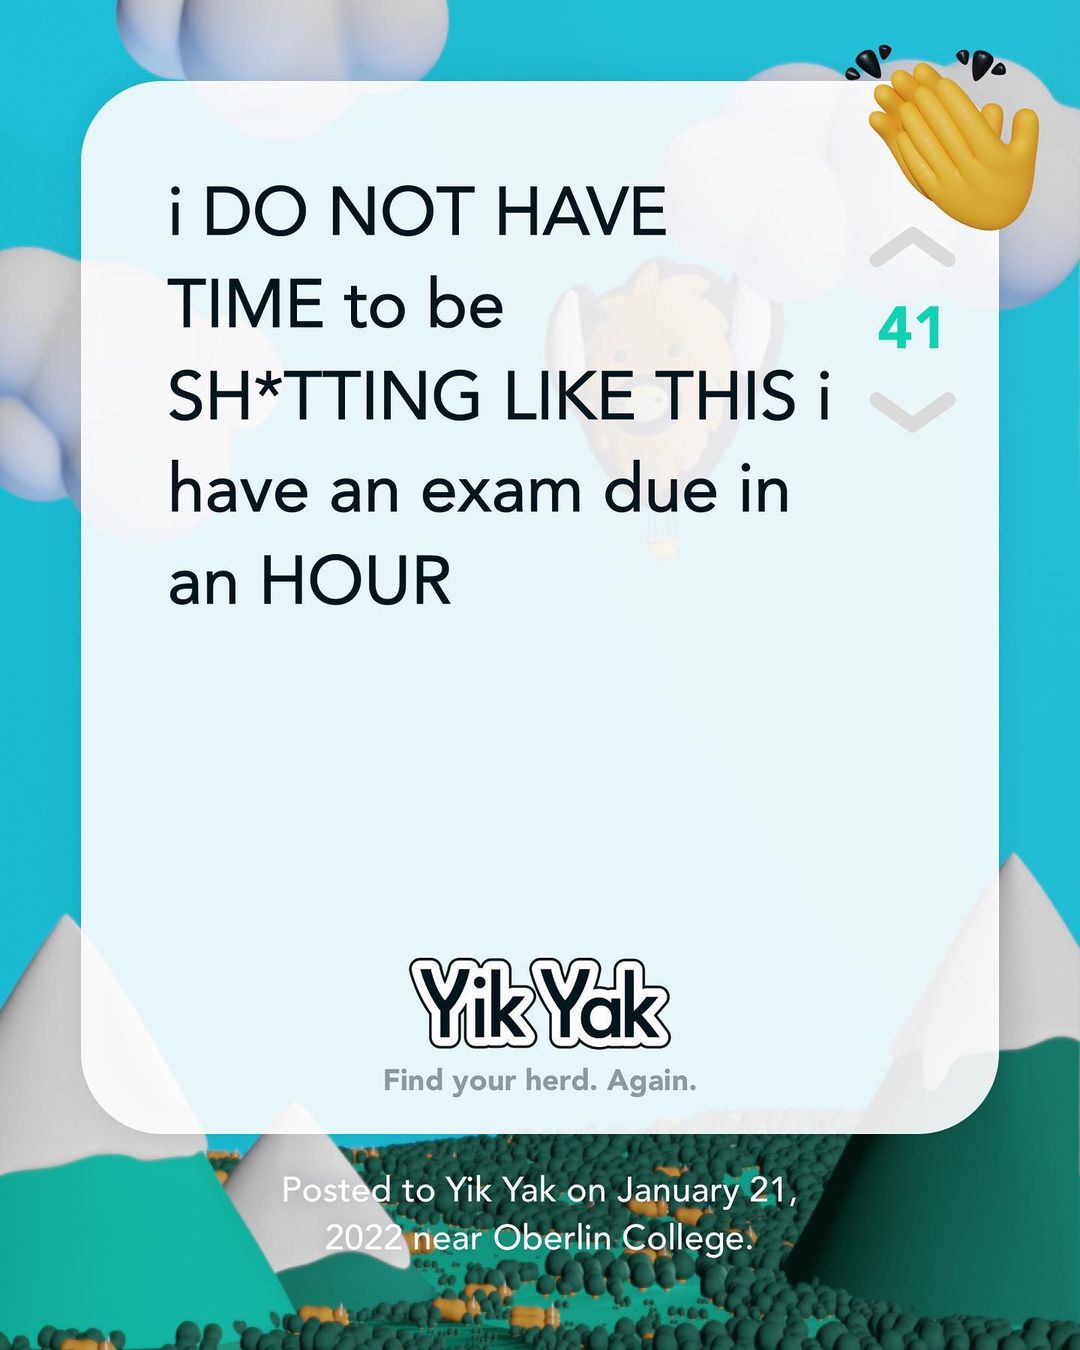 i DO NOT HAVE
TIME to be
SH*TTING LIKE THIS i
have an exam due in
an HOUR
41
Yik Yak
Find your herd. Again.
Posted to Yik Yak on January 21,
2022 near Oberlin College.